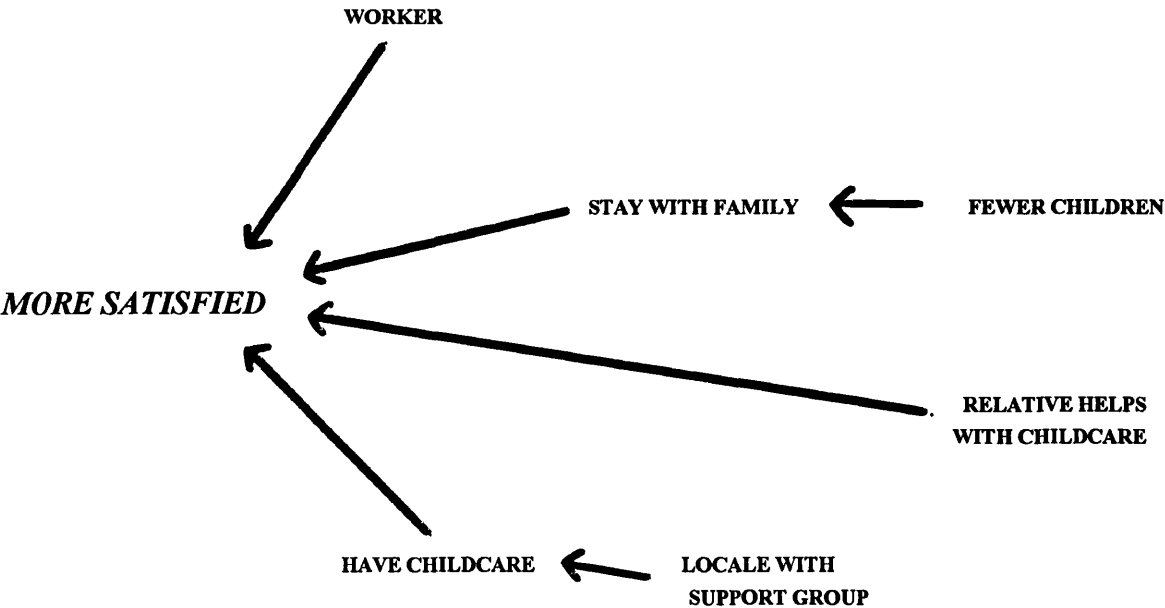 WORKER
STAY WITH FAMILY
FEWER CHILDREN
MORE SATISFIED
RELATIVE HELPS
WITH CHILDCARE
HAVE CHILDCARE
LOCALE WITH
SUPPORT GROUP